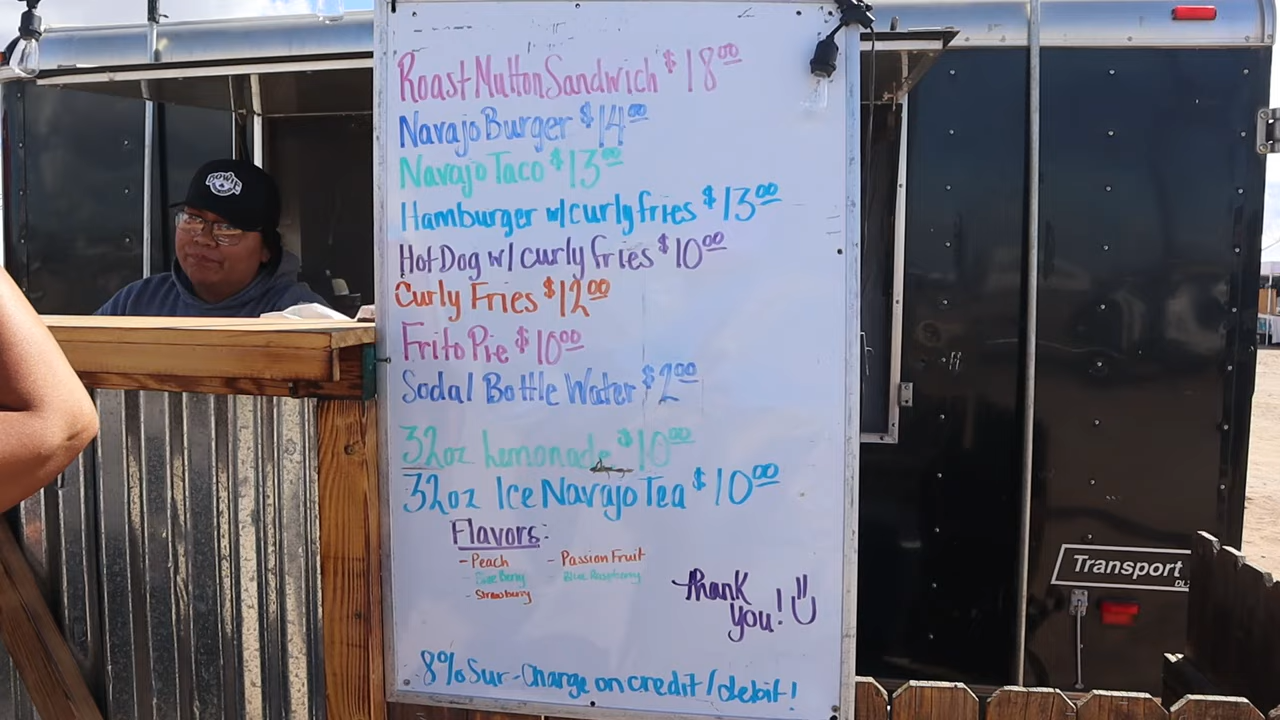 Roast Mutton Sandwich $18.00
Navajo Burger $14.00
Navajo Taco $13.00
Hamburger w/curly fries $13.00
Hot Dog w/ curly fries $10.00
Curly Fries $12.00
Frito Pie $10.00
Soda/ Bottle Water $2.00
32oz Lemonade $10.00
32oz Ice Navajo Tea $10.00
Flavors:
- Peach
- Blue Berry
- Strawberry
- Passion Fruit
- Blue Raspberry
Thank you! :)
8% Sur-Charge on credit/debit!
Transport
DLX